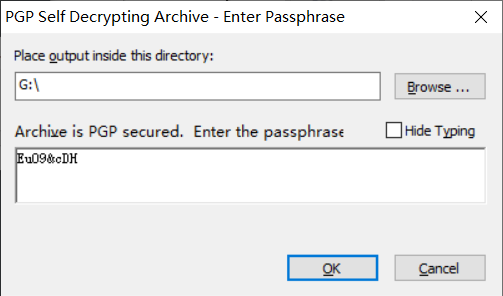 PGP Self Decrypting Archive - Enter Passphrase
Place output inside this directory:
G:\
Browse ...
Archive is PGP secured. Enter the passphrase
Hide Typing
EuO9&cDH
OK
Cancel